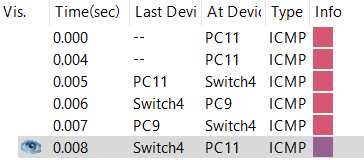 Vis. Time(sec) Last Devi At Devic Type Info
0.000 -- PC11 ICMP
0.004 -- PC11 ICMP
0.005 PC11 Switch4 ICMP
0.006 Switch4 PC9 ICMP
0.007 PC9 Switch4 ICMP
0.008 Switch4 PC11 ICMP